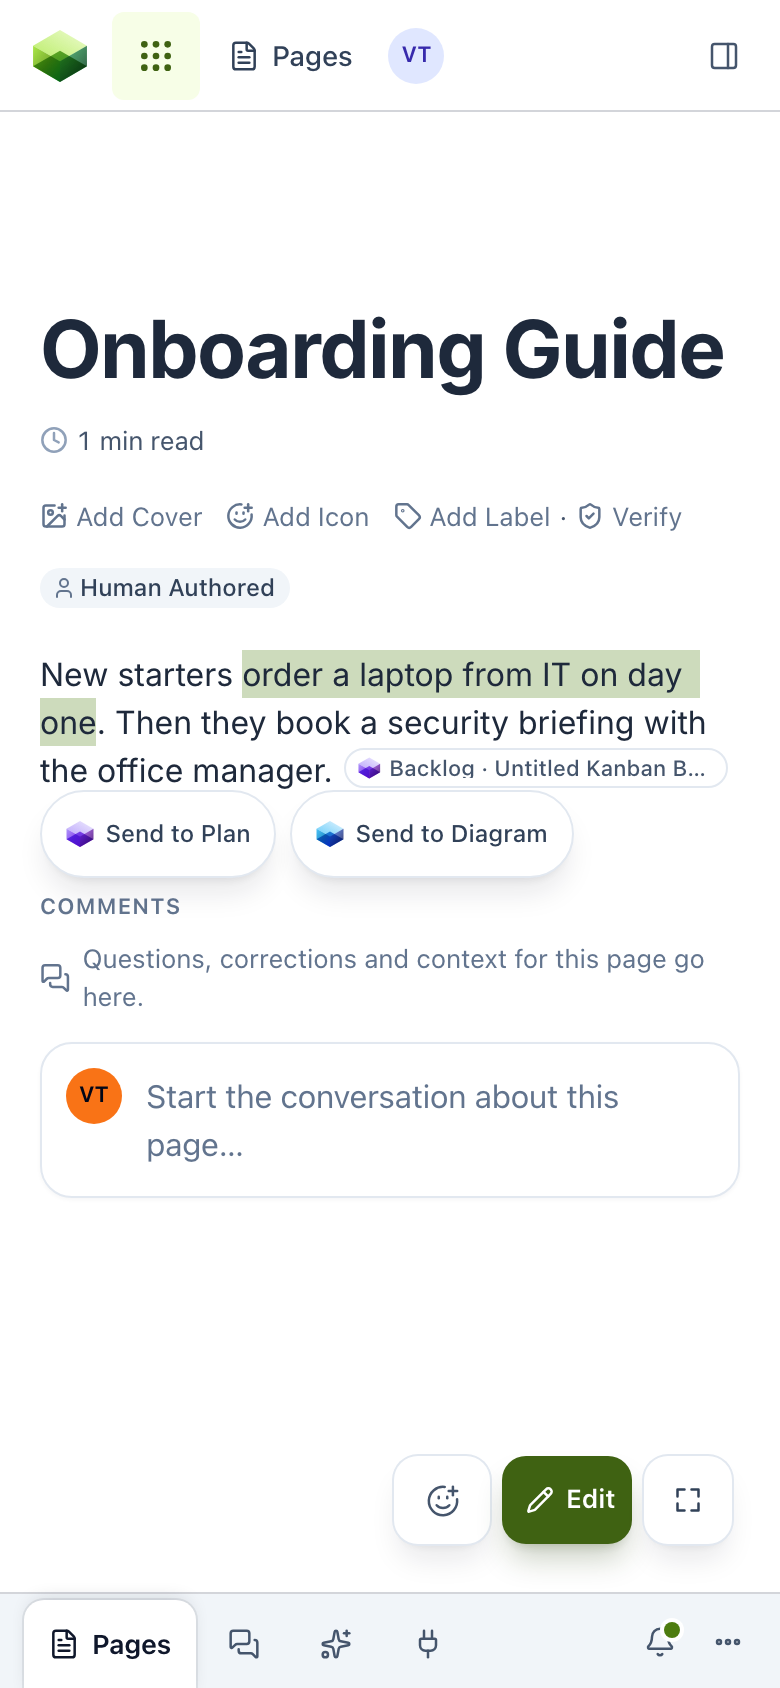 Pages
VT
Onboarding Guide
1 min read
Add Cover
Add Icon
Add Label · Verify
Human Authored
New starters order a laptop from IT on day
one. Then they book a security briefing with
the office manager. Backlog · Untitled Kanban B...
Send to Plan
Send to Diagram
COMMENTS
Questions, corrections and context for this page go
here.
VT
Start the conversation about this
page...
Edit
Pages